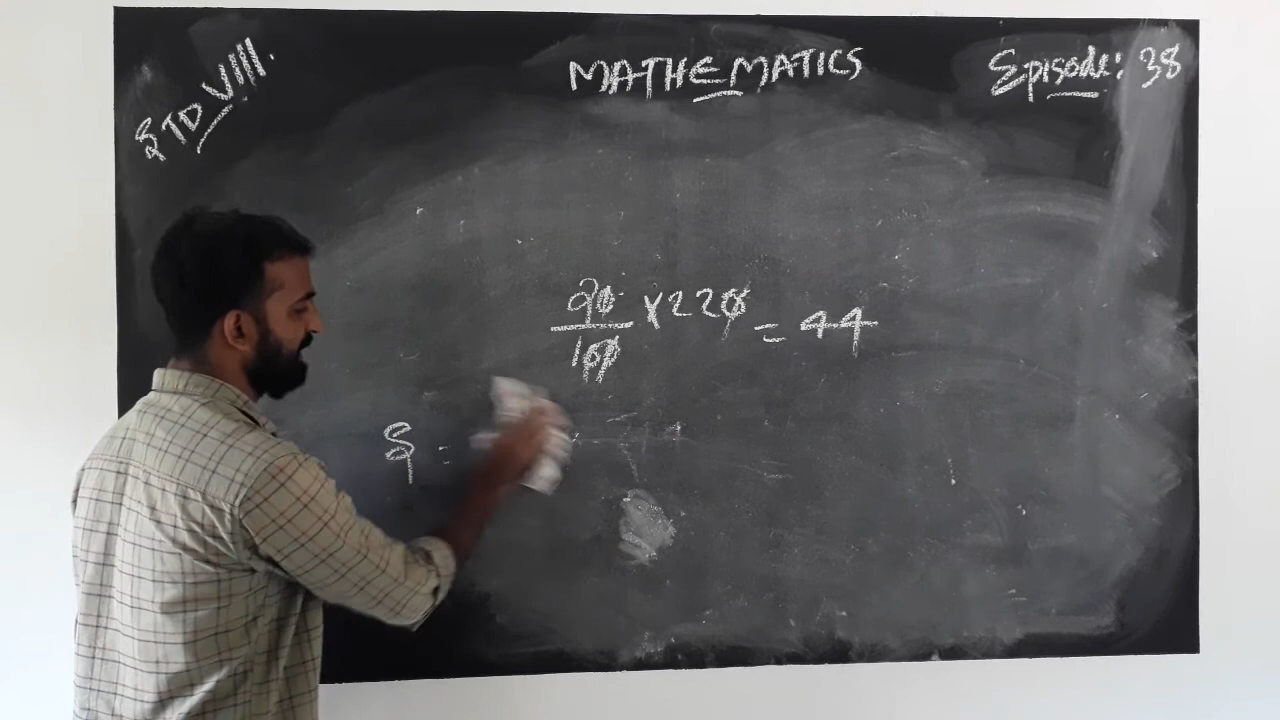 STD VIII.
MATHEMATICS
Episode: 38
20/100 × 220 = 44
S =